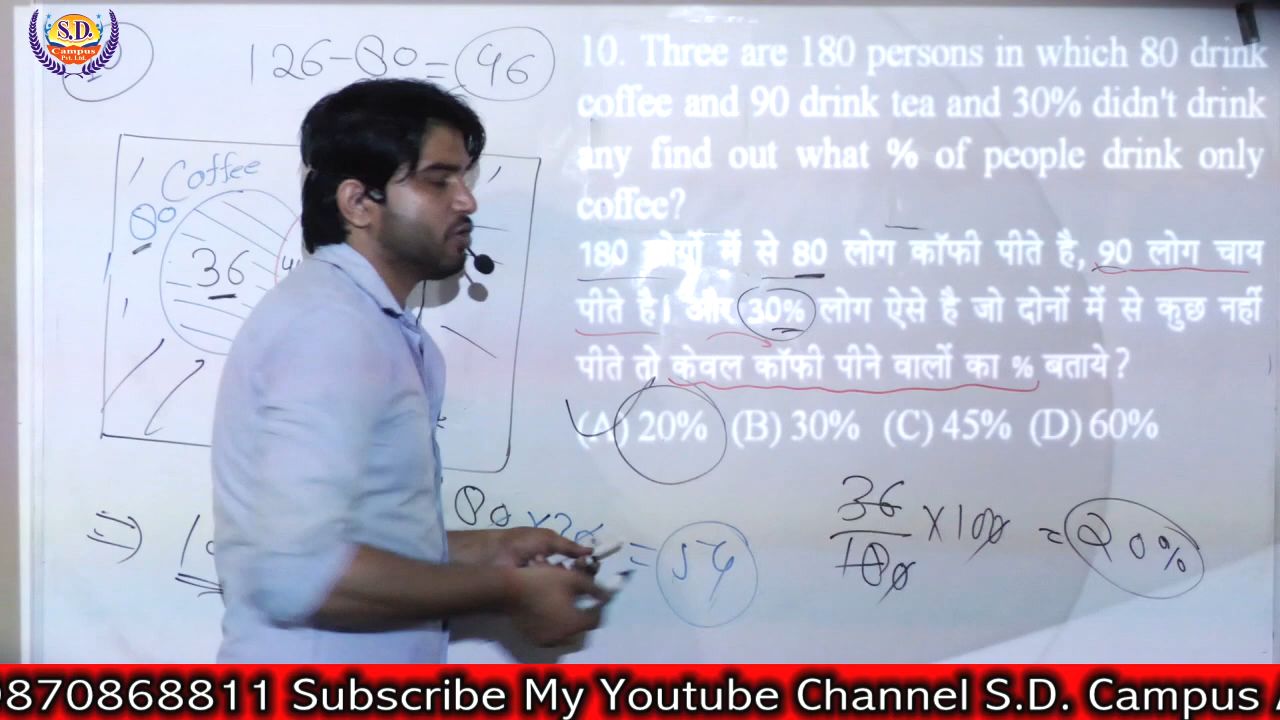 S.D.
Campus
Pvt. Ltd.
126-80=46
10. Three are 180 persons in which 80 drink
coffee and 90 drink tea and 30% didn't drink
any find out what % of people drink only
coffee?
180 लोगों में से 80 लोग कॉफी पीते है, 90 लोग चाय
पीते है। और 30% लोग ऐसे है जो दोनों में से कुछ नहीं
पीते तो केवल कॉफी पीने वालों का % बताये ?
(A) 20% (B) 30% (C) 45% (D) 60%
Coffee
80
36
=54
36
180
×100 = 20%
9870868811 Subscribe My Youtube Channel S.D. Campus